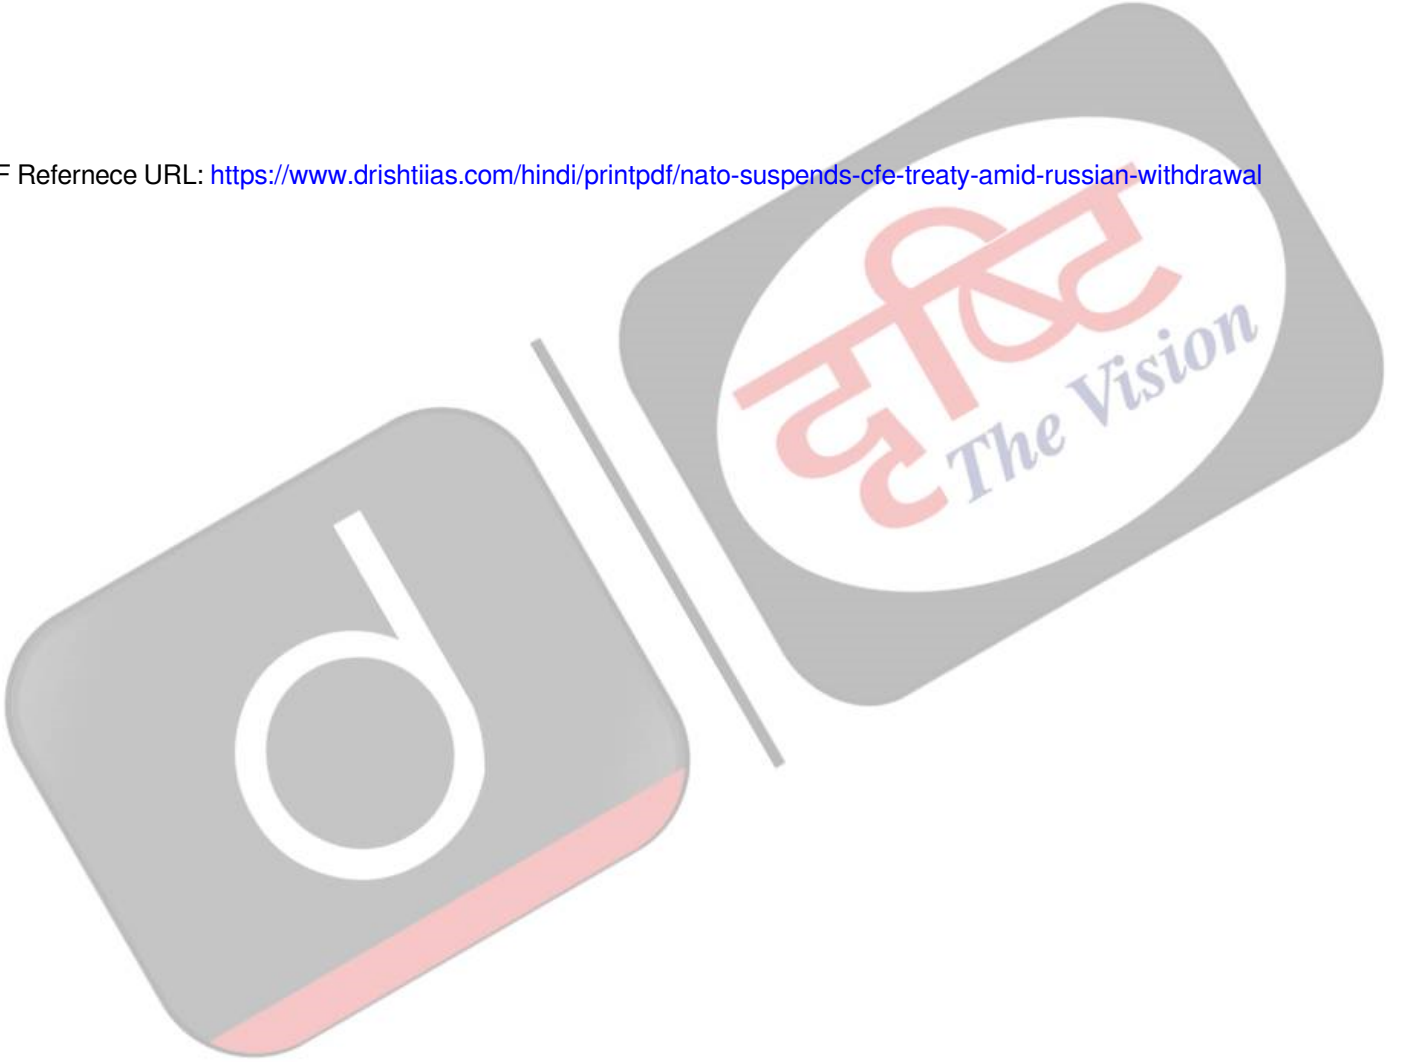 F Refernece URL: https://www.drishtiias.com/hindi/printpdf/nato-suspends-cfe-treaty-amid-russian-withdrawal
दृष्टि
The Vision
d